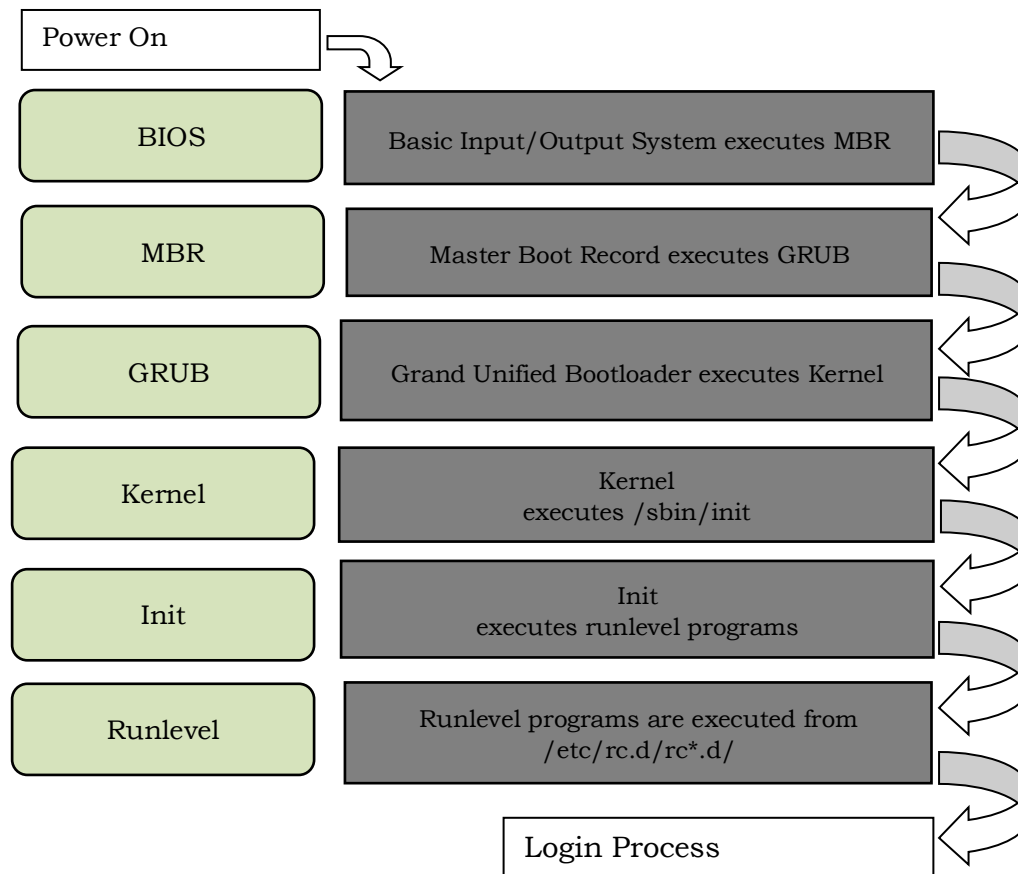 Power On
BIOS
Basic Input/Output System executes MBR
MBR
Master Boot Record executes GRUB
GRUB
Grand Unified Bootloader executes Kernel
Kernel
Kernel
executes /sbin/init
Init
Init
executes runlevel programs
Runlevel
Runlevel programs are executed from
/etc/rc.d/rc*.d/
Login Process